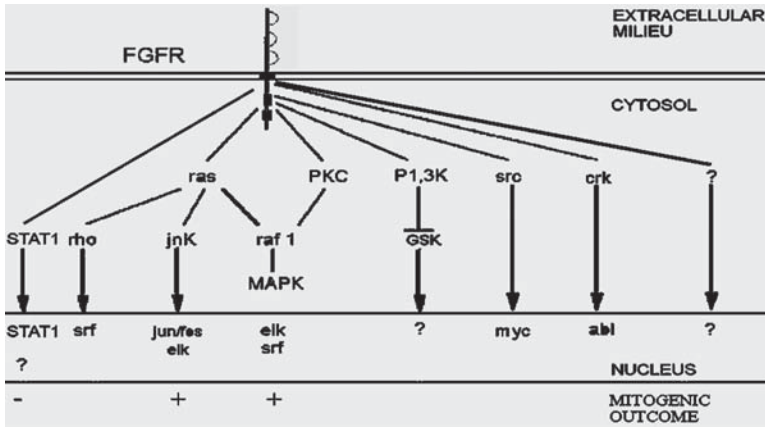 EXTRACELLULAR
MILIEU
FGFR
CYTOSOL
ras PKC P1,3K src crk ?
STAT1 rho jnK raf 1 GSK
MAPK
STAT1 srf jun/fos elk ? myc abl ?
elk srf
?
NUCLEUS
- + + MITOGENIC
OUTCOME